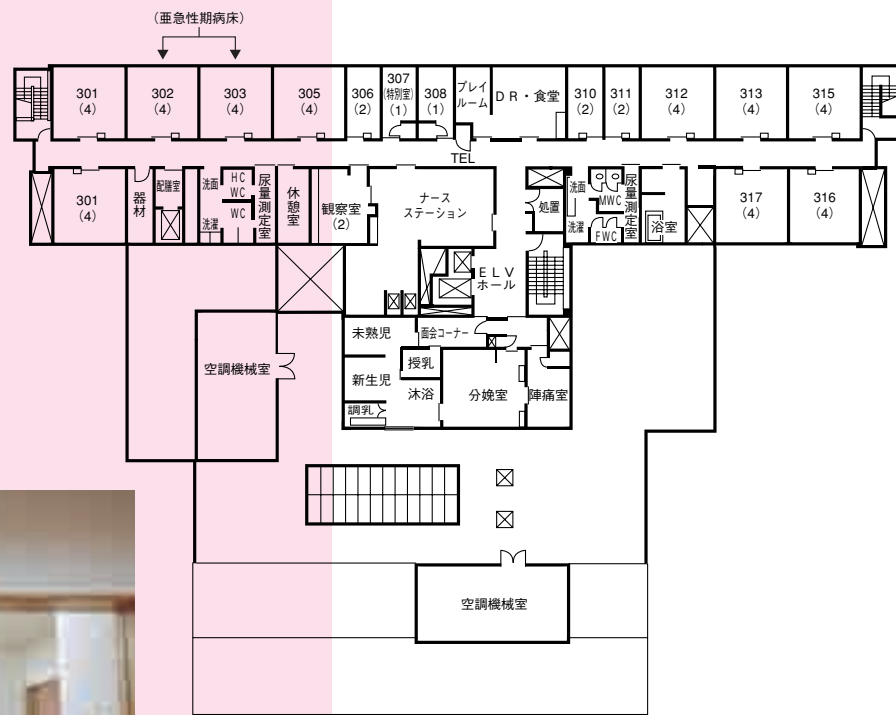 (亜急性期病床)
301
(4)
302
(4)
303
(4)
305
(4)
306
(2)
307
(特別室)
(1)
308
(1)
プレイ
ルーム
DR・食堂
310
(2)
311
(2)
312
(4)
313
(4)
315
(4)
TEL
301
(4)
器材
配膳室
洗面
洗濯
HC
WC
WC
尿量測定室
休憩室
観察室
(2)
ナース
ステーション
処置
洗面
洗濯
MWC
FWC
尿量測定室
浴室
317
(4)
316
(4)
ELV
ホール
未熟児
面会コーナー
授乳
新生児
沐浴
調乳
分娩室
陣痛室
空調機械室
空調機械室